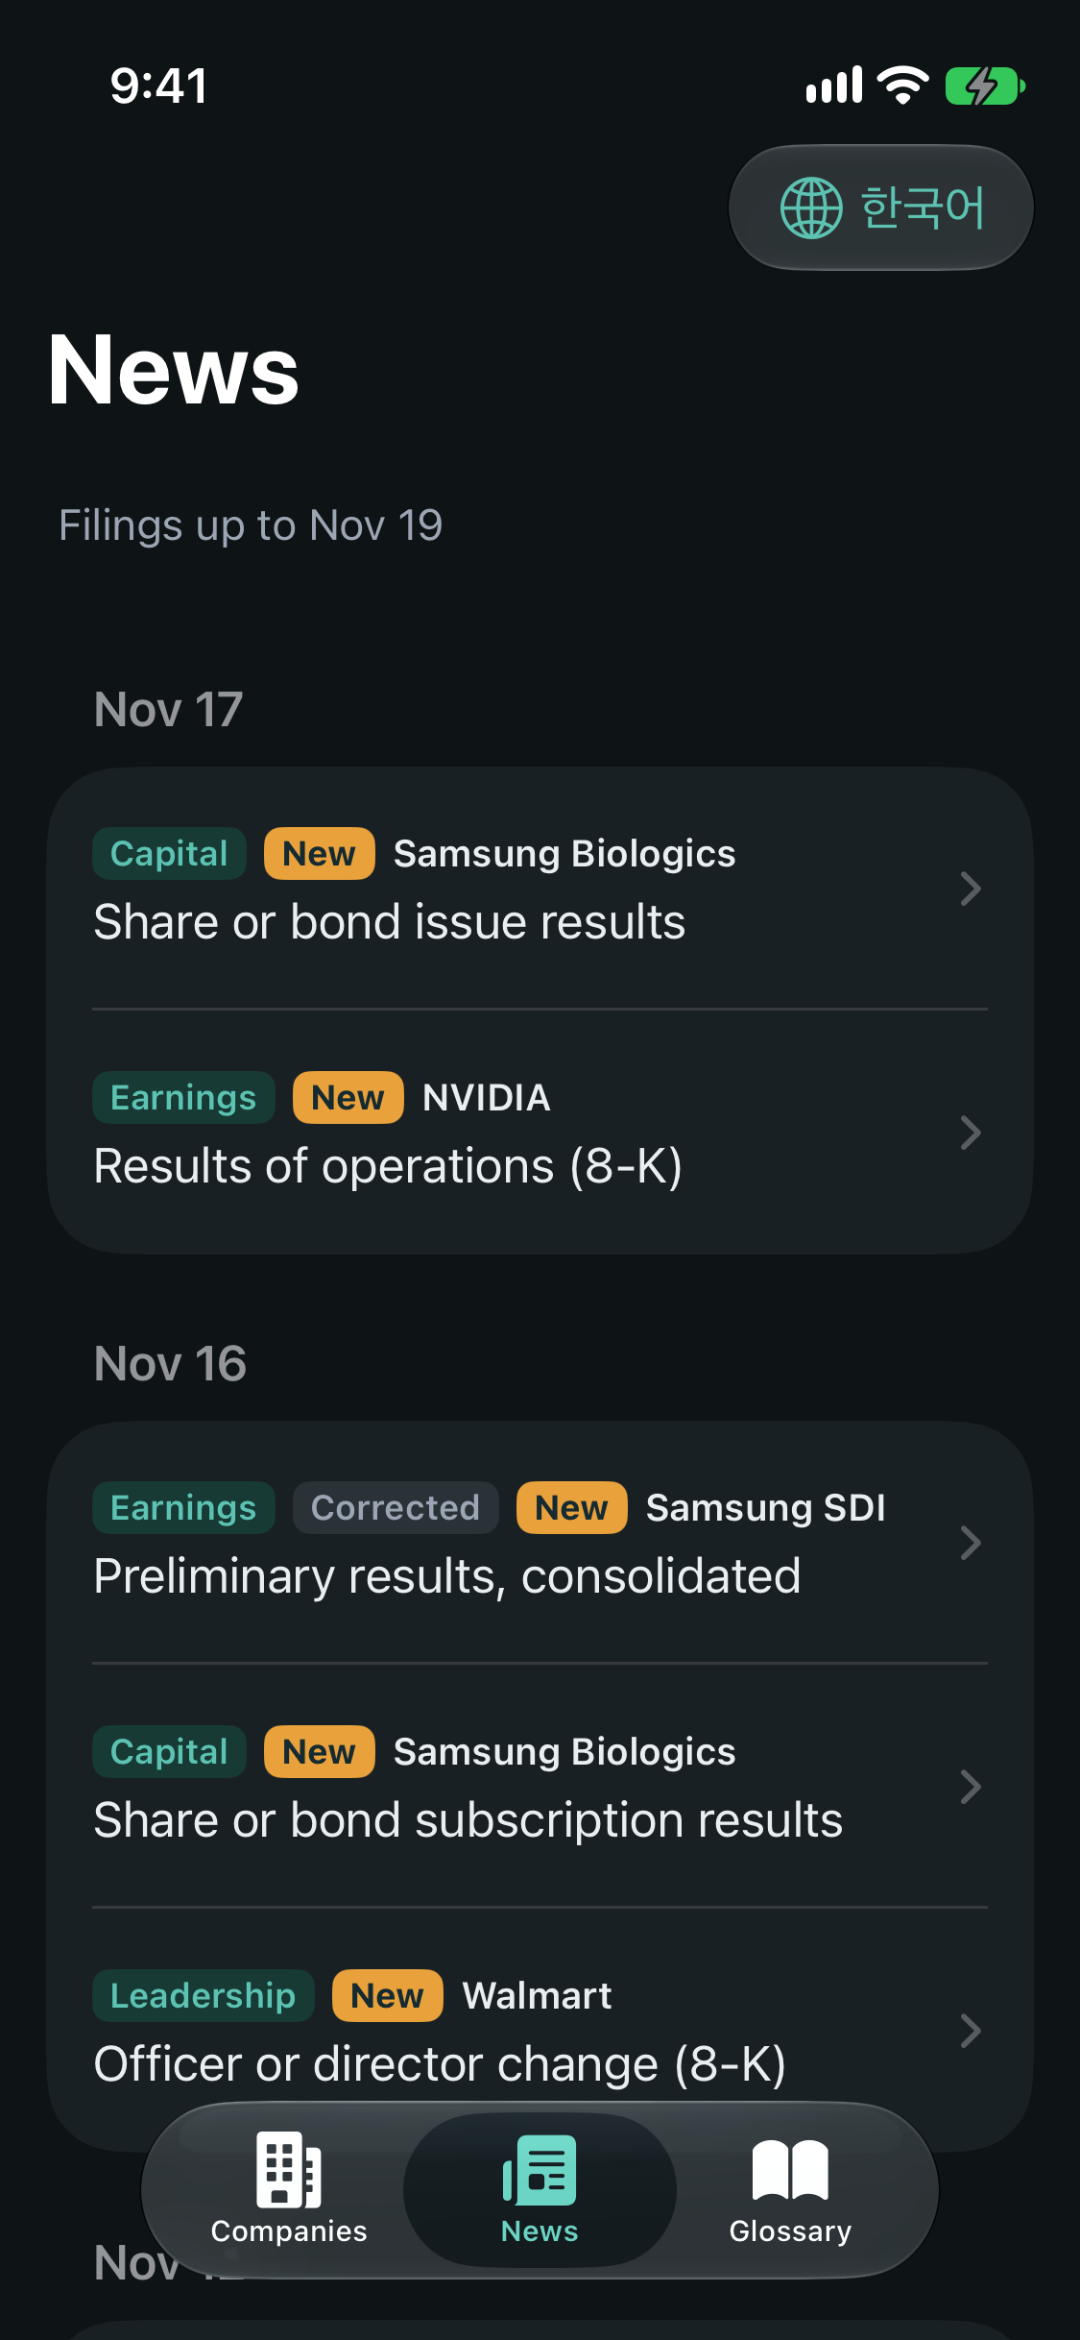 9:41
한국어
News
Filings up to Nov 19
Nov 17
Capital New Samsung Biologics
Share or bond issue results
Earnings New NVIDIA
Results of operations (8-K)
Nov 16
Earnings Corrected New Samsung SDI
Preliminary results, consolidated
Capital New Samsung Biologics
Share or bond subscription results
Leadership New Walmart
Officer or director change (8-K)
Companies News Glossary
Nov